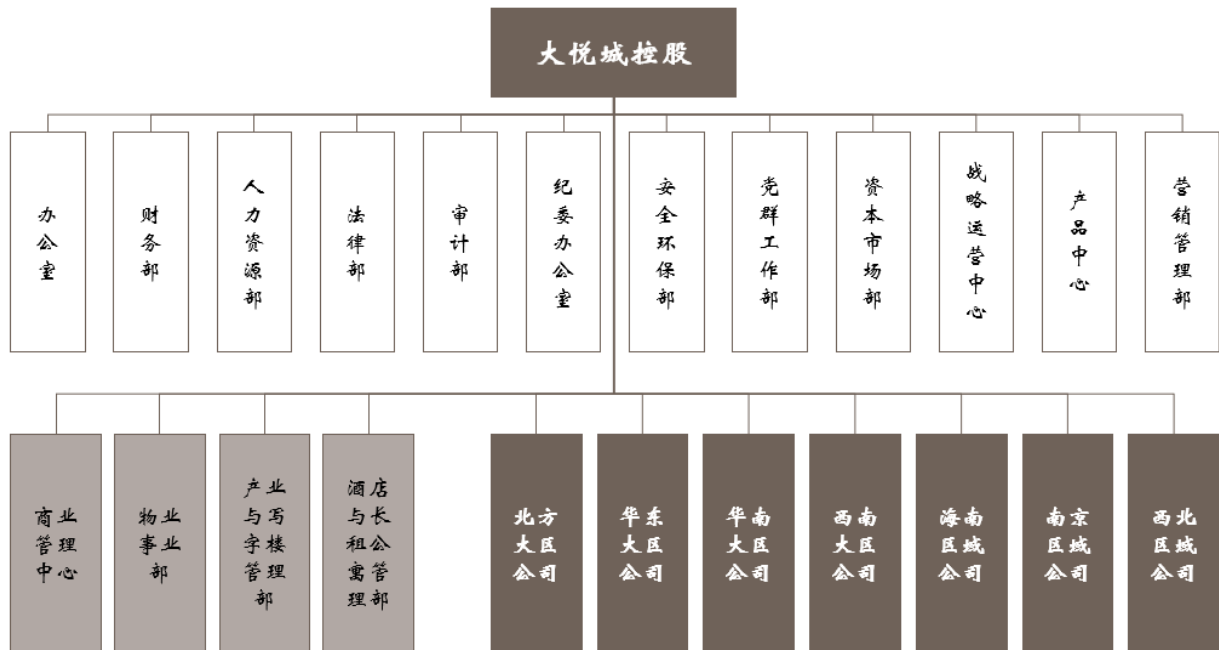 大悦城控股
办公室
财务部
人力资源部
法律部
审计部
纪委办公室
安全环保部
党群工作部
资本市场部
战略运营中心
产品中心
营销管理部
商业
管理
中心
物业
事业
部
产业
与写
字楼
管理
部
酒店
与长
租公
寓管
理部
北方
大区
公司
华东
大区
公司
华南
大区
公司
西南
大区
公司
海南
区域
公司
南京
区域
公司
西北
区域
公司